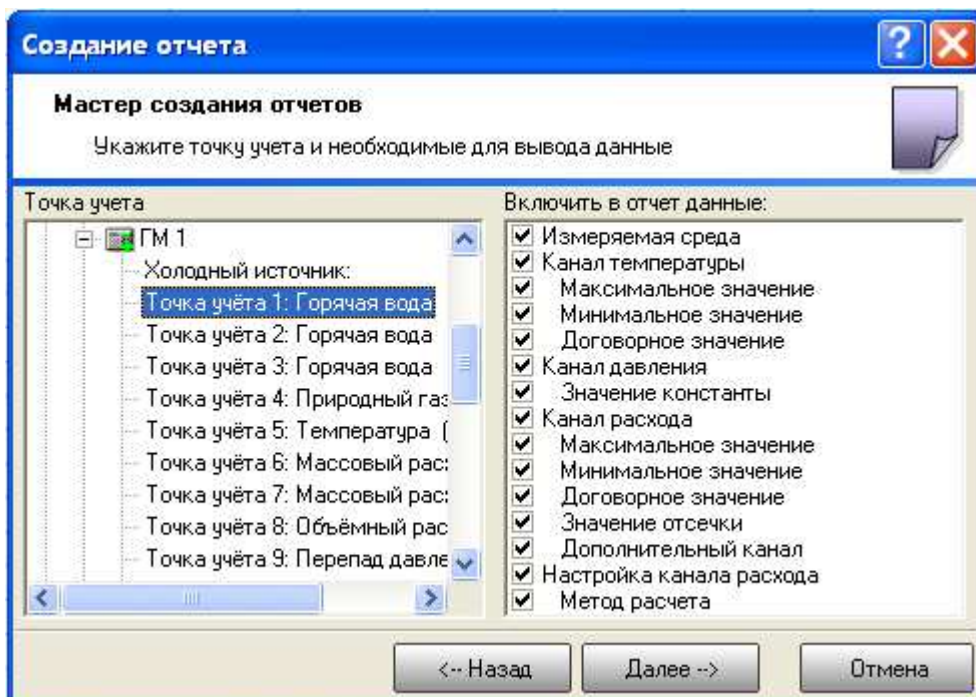 Создание отчета
Мастер создания отчетов
Укажите точку учета и необходимые для вывода данные
Точка учета
ГМ 1
Холодный источник:
Точка учёта 1: Горячая вода
Точка учёта 2: Горячая вода
Точка учёта 3: Горячая вода
Точка учёта 4: Природный газ
Точка учёта 5: Температура (
Точка учёта 6: Массовый рас
Точка учёта 7: Массовый рас
Точка учёта 8: Объёмный рас
Точка учёта 9: Перепад давле
Включить в отчет данные:
Измеряемая среда
Канал температуры
Максимальное значение
Минимальное значение
Договорное значение
Канал давления
Значение константы
Канал расхода
Максимальное значение
Минимальное значение
Договорное значение
Значение отсечки
Дополнительный канал
Настройка канала расхода
Метод расчета
<-- Назад
Далее -->
Отмена